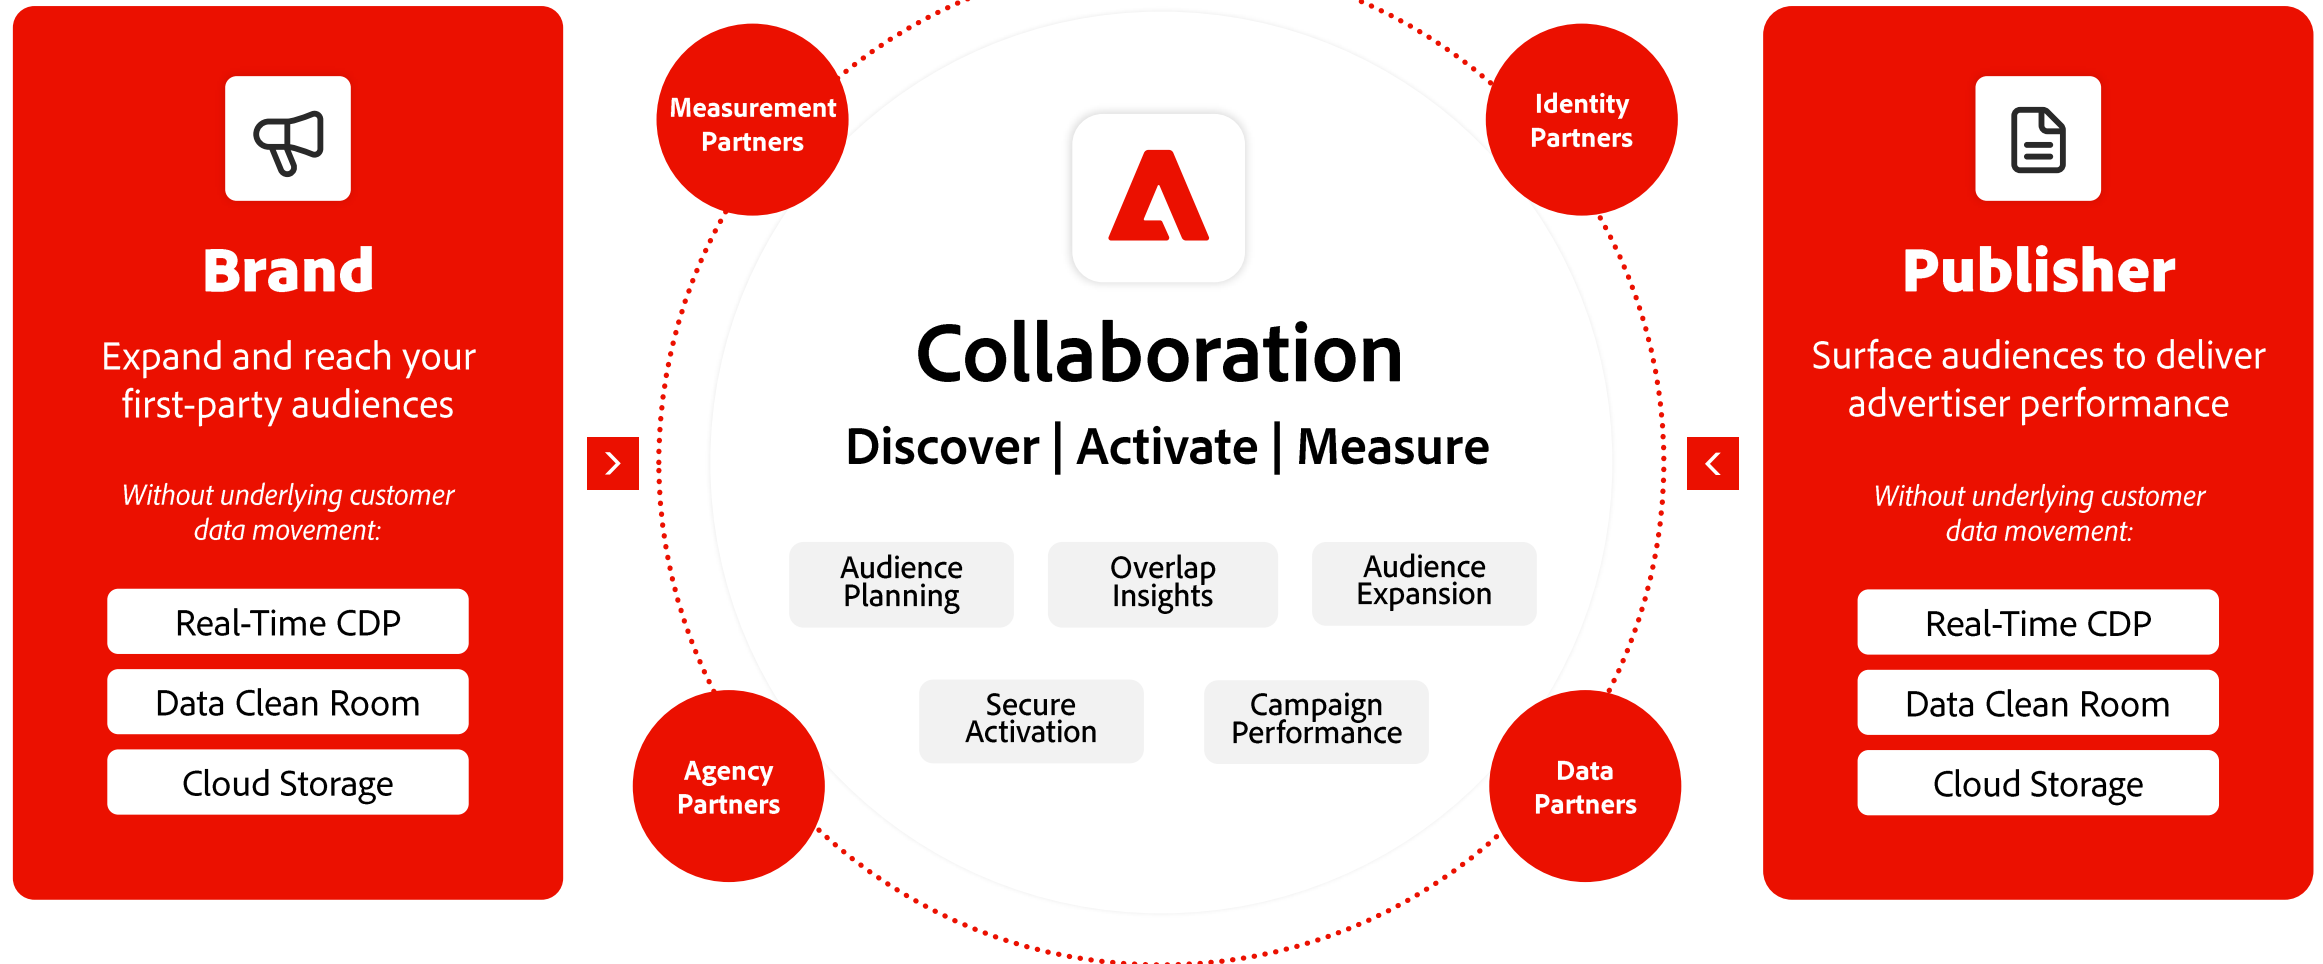 Brand
Expand and reach your
first-party audiences
Without underlying customer
data movement:
Real-Time CDP
Data Clean Room
Cloud Storage
Measurement
Partners
Identity
Partners
Collaboration
Discover | Activate | Measure
Audience
Planning
Overlap
Insights
Audience
Expansion
Secure
Activation
Campaign
Performance
Agency
Partners
Data
Partners
Publisher
Surface audiences to deliver
advertiser performance
Without underlying customer
data movement:
Real-Time CDP
Data Clean Room
Cloud Storage